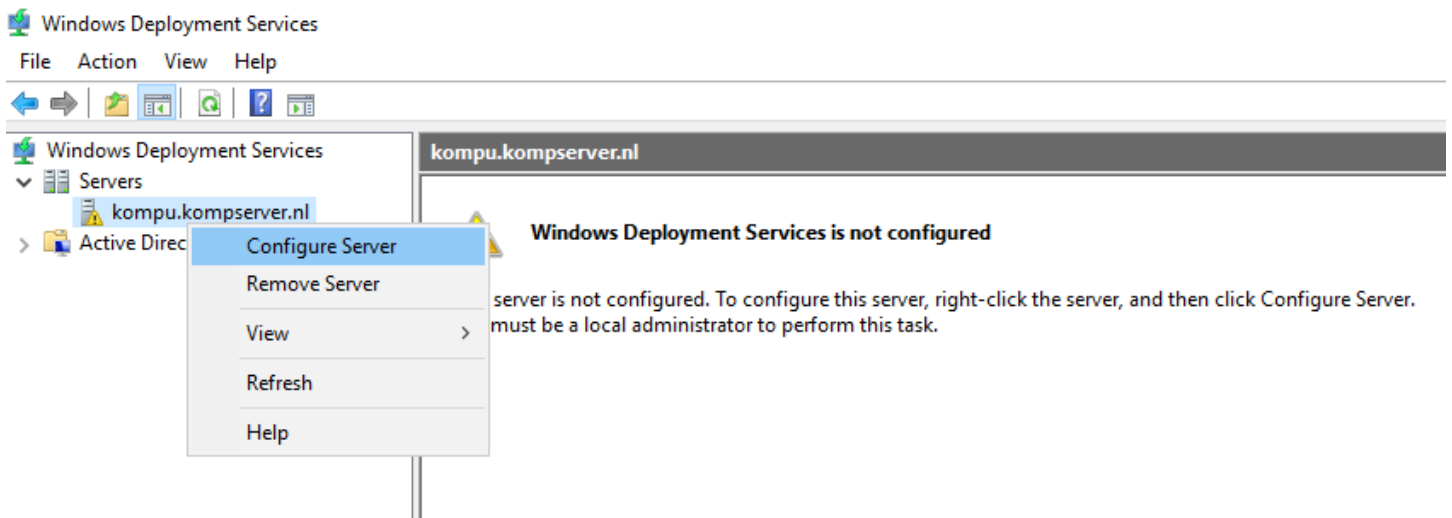 Windows Deployment Services
File Action View Help
Windows Deployment Services
Servers
kompu.kompserver.nl
Active Direc
Configure Server
Remove Server
View
Refresh
Help
kompu.kompserver.nl
Windows Deployment Services is not configured
server is not configured. To configure this server, right-click the server, and then click Configure Server.
must be a local administrator to perform this task.